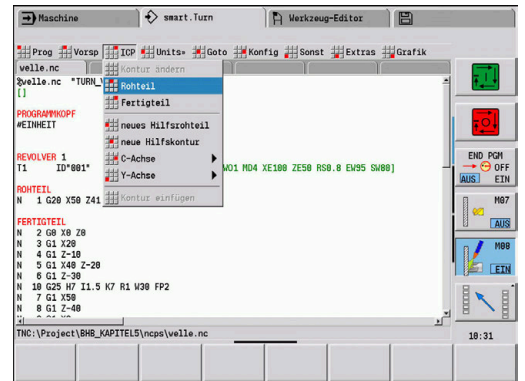 Maschine smart.Turn Werkzeug-Editor
Prog Vorsp ICP Units» Goto Konfig Sonst Extras Grafik
welle.nc
Kontur ändern
Rohteil
Fertigteil
neues Hilfsrohteil
neue Hilfskontur
C-Achse
Y-Achse
Kontur einfügen
welle.nc "TURN_V
[]
PROGRAMMKOPF
#EINHEIT
REVOLVER 1
T1 ID"001" WO1 MD4 XE100 ZE50 RS0.8 EW95 SW80]
ROHTEIL
N 1 G20 X50 Z41
FERTIGTEIL
N 2 G0 X0 Z0
N 3 G1 X20
N 4 G1 Z-10
N 5 G1 X40 Z-20
N 6 G1 Z-30
N 10 G25 H7 I1.5 K7 R1 W30 FP2
N 7 G1 X50
N 8 G1 Z-40
TNC:\Project\BHB_KAPITEL5\ncps\welle.nc
END PGM
OFF
AUS EIN
M07
AUS
M08
EIN
10:31